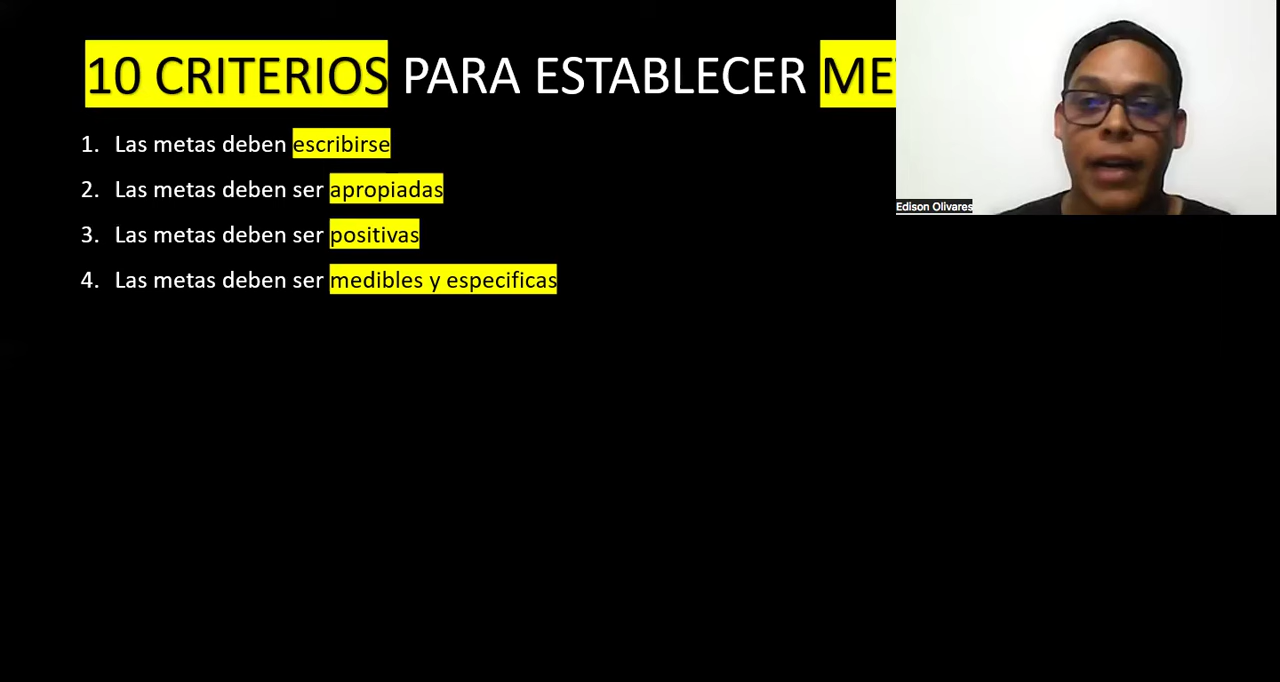 10 CRITERIOS PARA ESTABLECER ME
1. Las metas deben escribirse
2. Las metas deben ser apropiadas
3. Las metas deben ser positivas
4. Las metas deben ser medibles y especificas
Edison Olivares